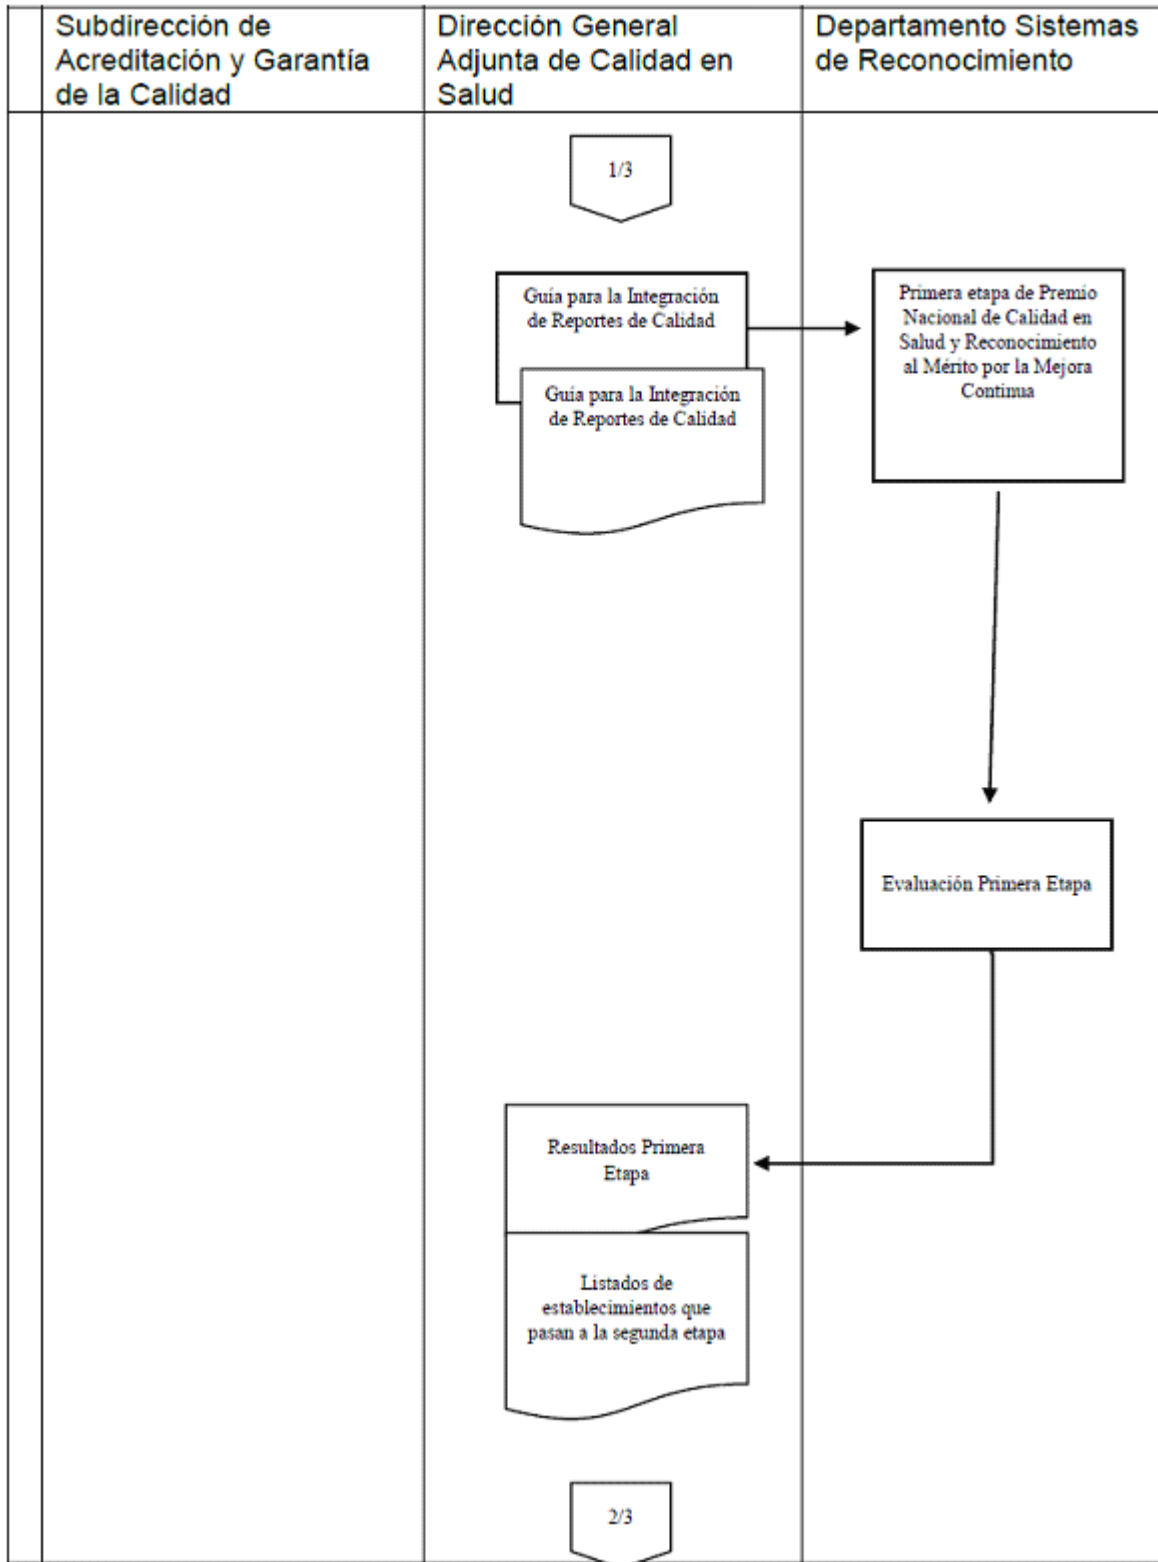 Subdirección de
Acreditación y Garantía
de la Calidad
Dirección General
Adjunta de Calidad en
Salud
Departamento Sistemas
de Reconocimiento
1/3
Guía para la Integración
de Reportes de Calidad
Guía para la Integración
de Reportes de Calidad
Primera etapa de Premio
Nacional de Calidad en
Salud y Reconocimiento
al Mérito por la Mejora
Continua
Evaluación Primera Etapa
Resultados Primera
Etapa
Listados de
establecimientos que
pasan a la segunda etapa
2/3